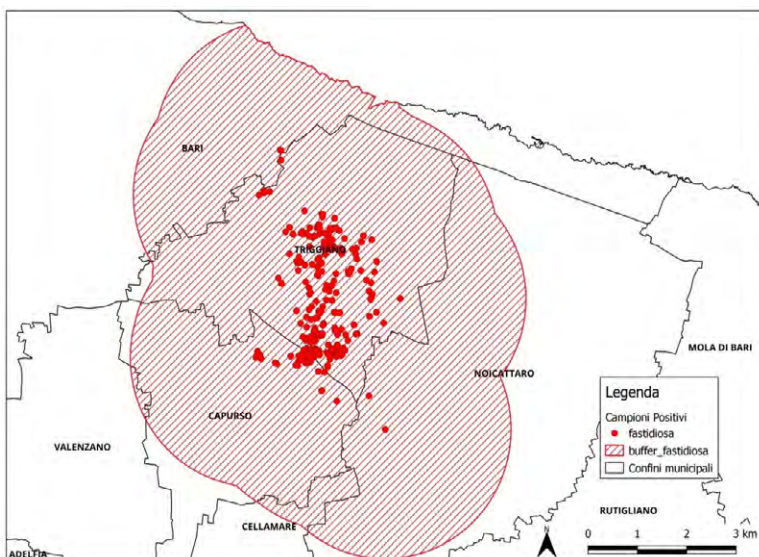 BARI
TRIGGIANO
MOLA DI BARI
NOICATTARO
CAPURSO
VALENZANO
CELLAMARE
RUTIGLIANO
ADELFIA
Legenda
Campioni Positivi
fastidiosa
buffer_fastidiosa
Confini municipali
N
0 1 2 3 km